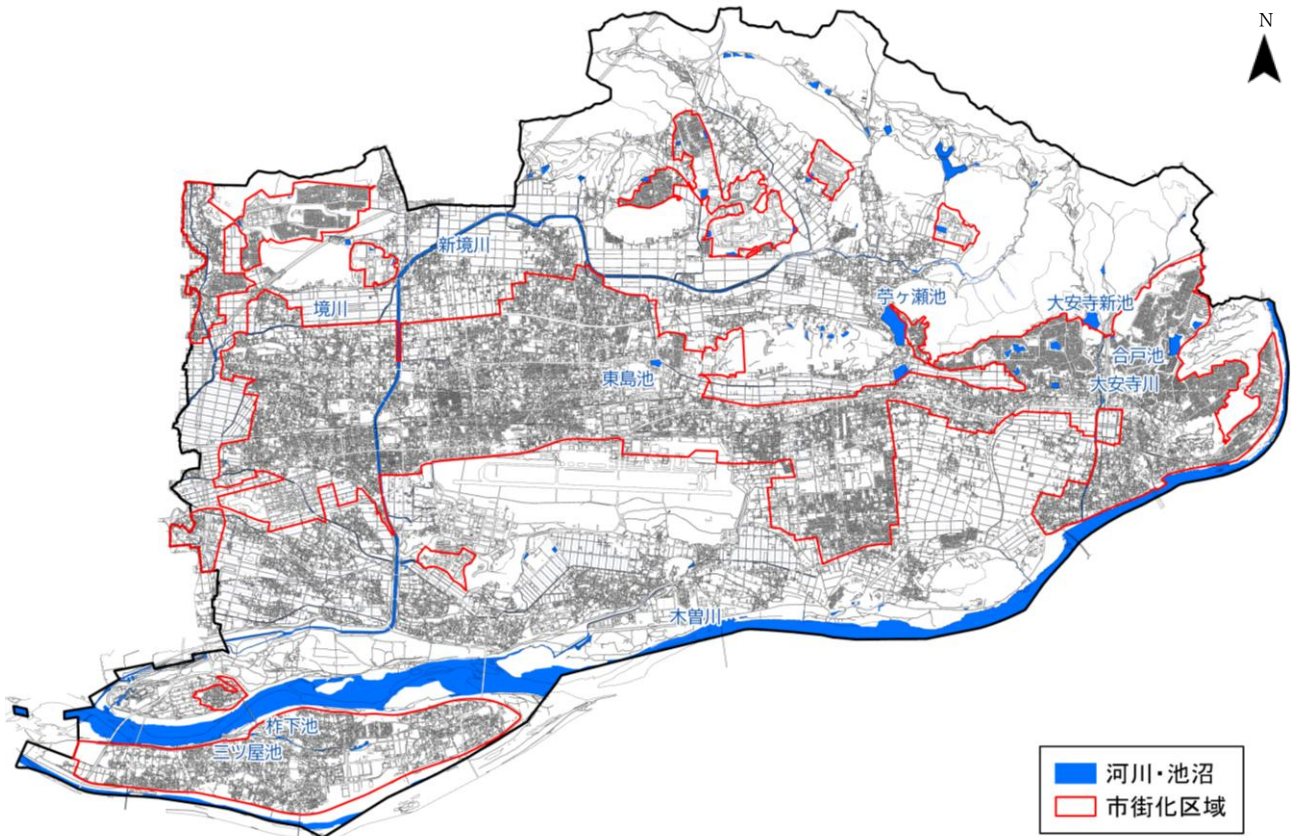 N
新境川
境川
苧ヶ瀬池
大安寺新池
合戸池
大安寺川
東島池
木曽川
柞下池
三ツ屋池
河川・池沼
市街化区域